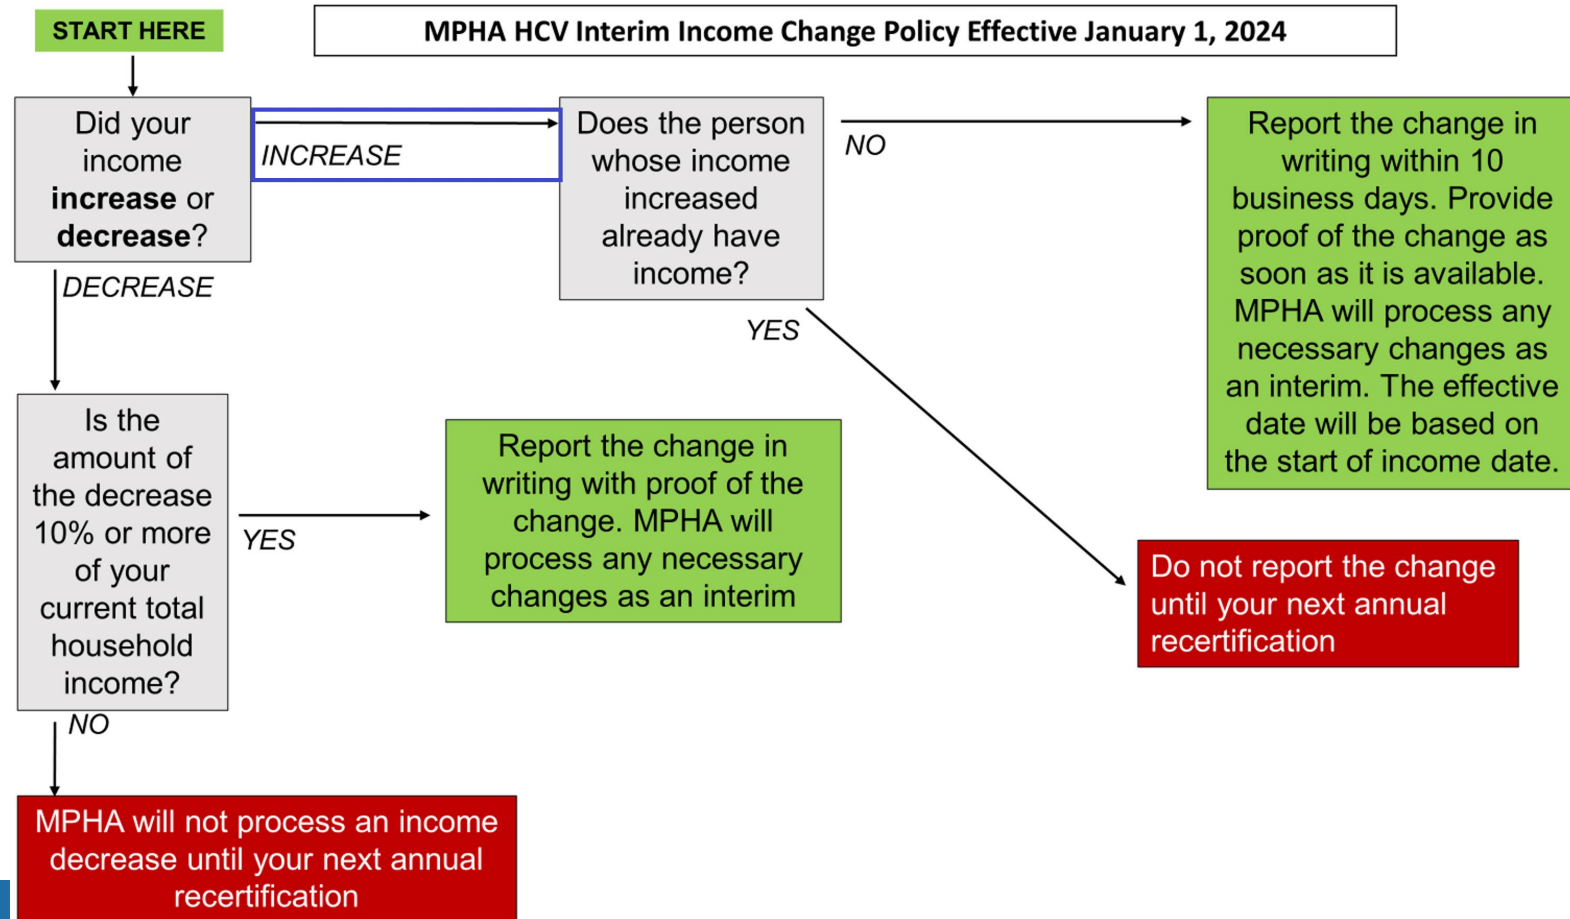 START HERE
MPHA HCV Interim Income Change Policy Effective January 1, 2024
Did your
income
increase or
decrease?
INCREASE
Does the person
whose income
increased
already have
income?
NO
Report the change in
writing within 10
business days. Provide
proof of the change as
soon as it is available.
MPHA will process any
necessary changes as
an interim. The effective
date will be based on
the start of income date.
DECREASE
YES
Is the
amount of
the decrease
10% or more
of your
current total
household
income?
YES
Report the change in
writing with proof of the
change. MPHA will
process any necessary
changes as an interim
Do not report the change
until your next annual
recertification
NO
MPHA will not process an income
decrease until your next annual
recertification